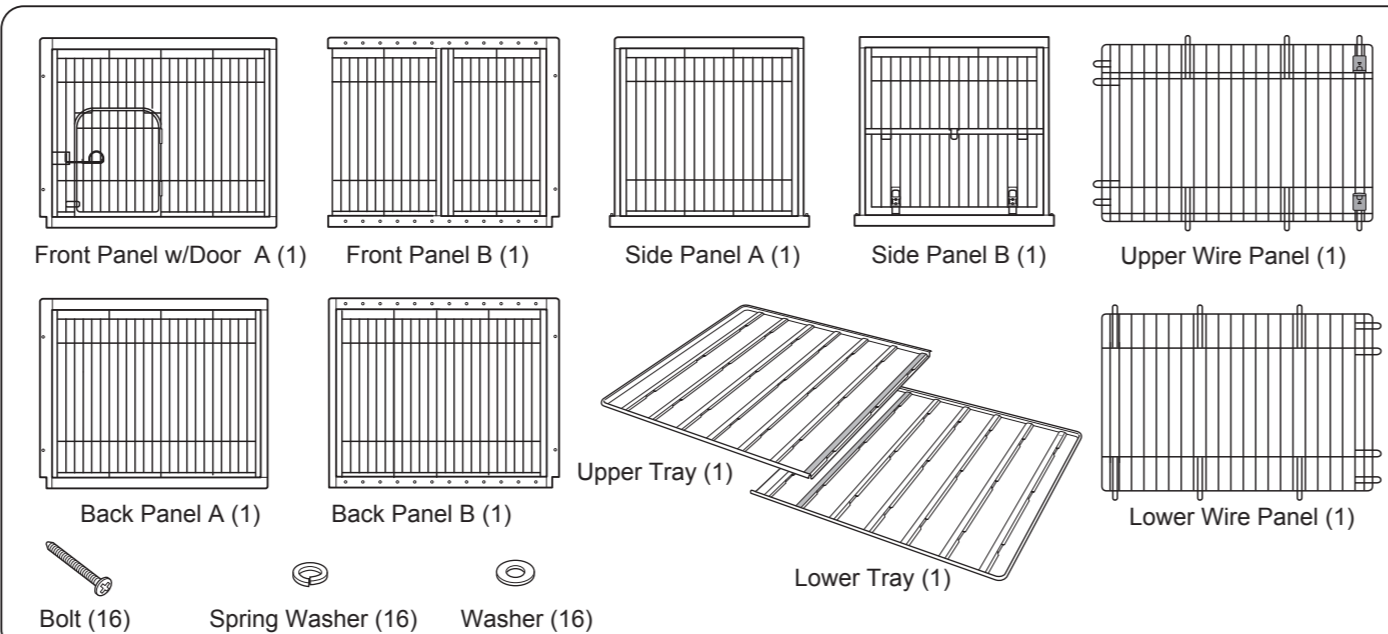 Front Panel w/Door A (1)
Front Panel B (1)
Side Panel A (1)
Side Panel B (1)
Upper Wire Panel (1)
Back Panel A (1)
Back Panel B (1)
Upper Tray (1)
Lower Tray (1)
Lower Wire Panel (1)
Bolt (16)
Spring Washer (16)
Washer (16)